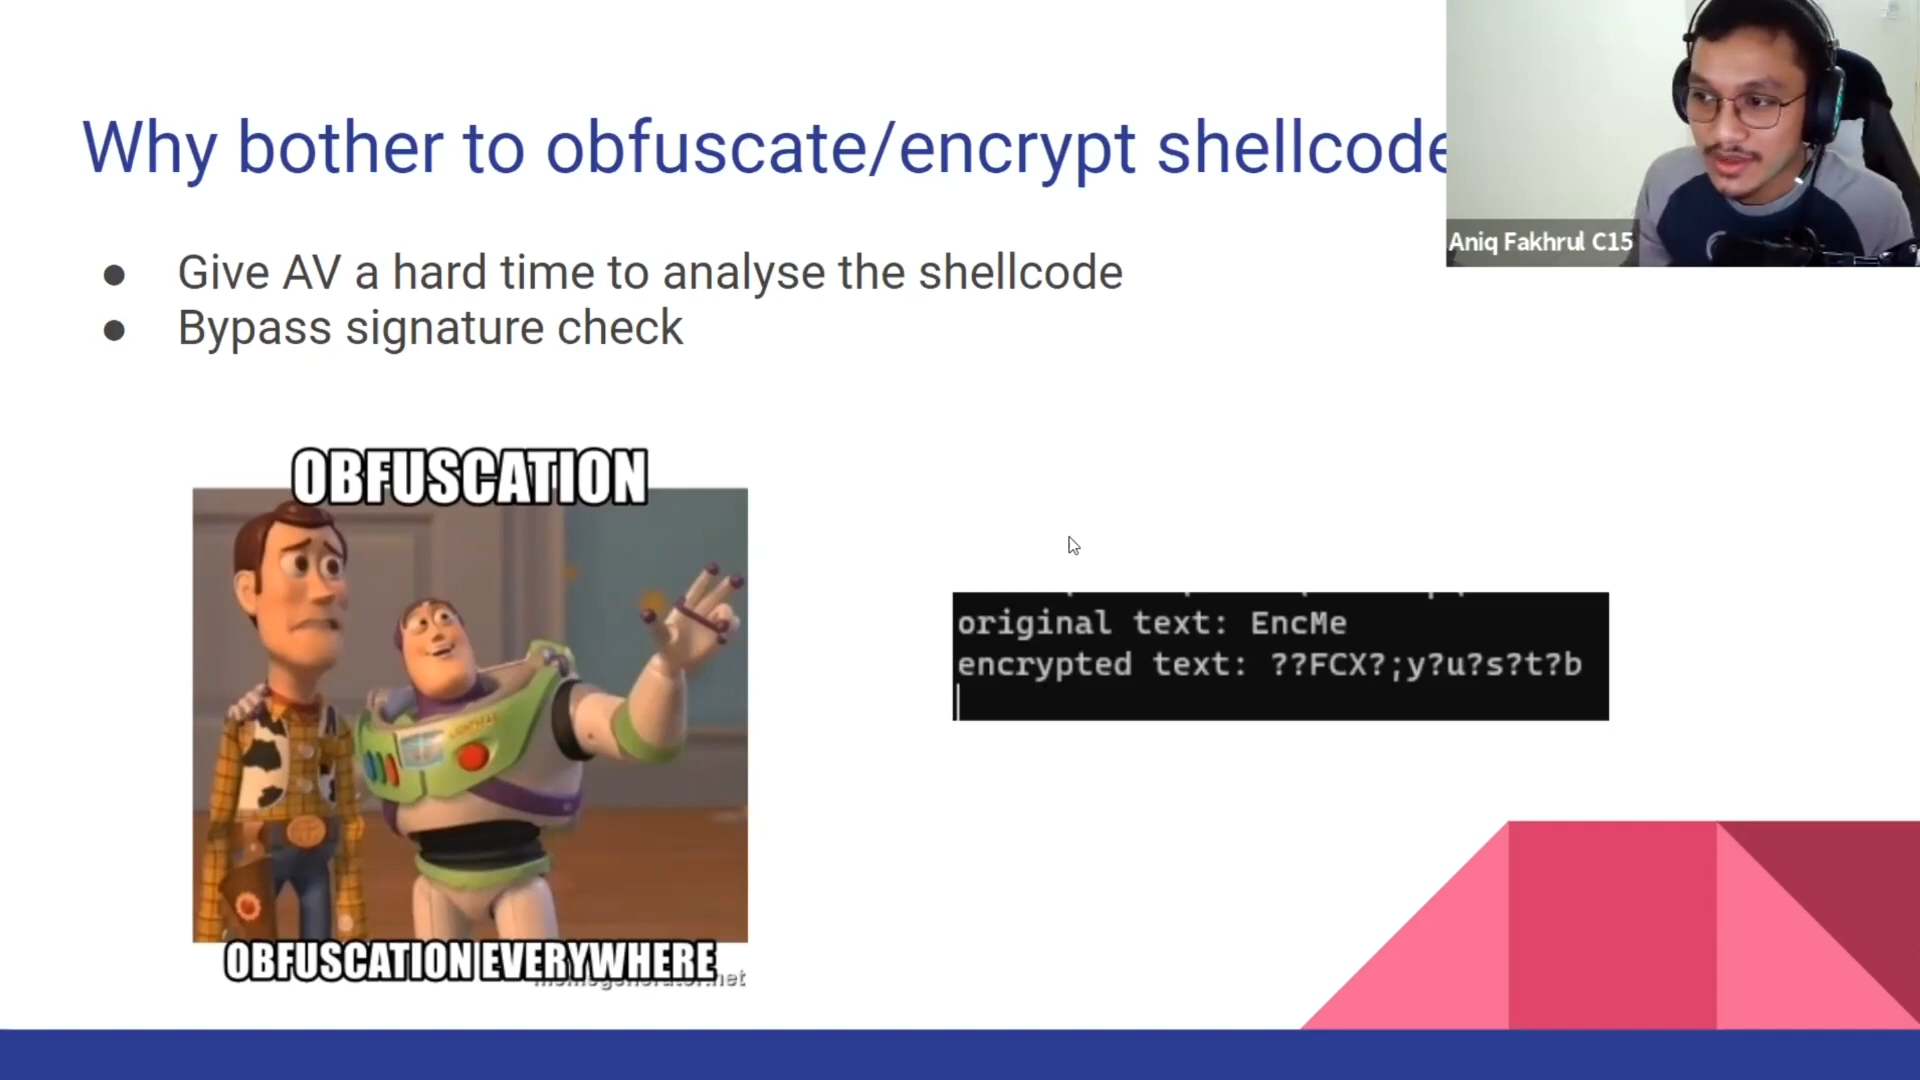 Why bother to obfuscate/encrypt shellcode
Aniq Fakhrul C15
● Give AV a hard time to analyse the shellcode
● Bypass signature check
OBFUSCATION
OBFUSCATION EVERYWHERE
original text: EncMe
encrypted text: ??FCX?;y?u?s?t?b